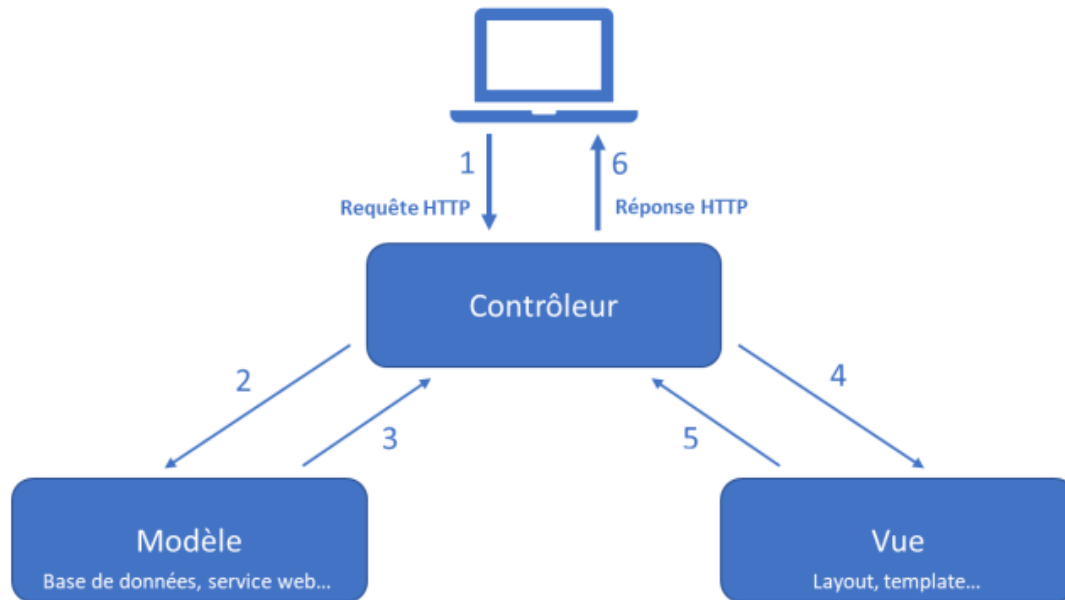 1
6
Requête HTTP
Réponse HTTP
Contrôleur
2
4
3
5
Modèle
Base de données, service web...
Vue
Layout, template...